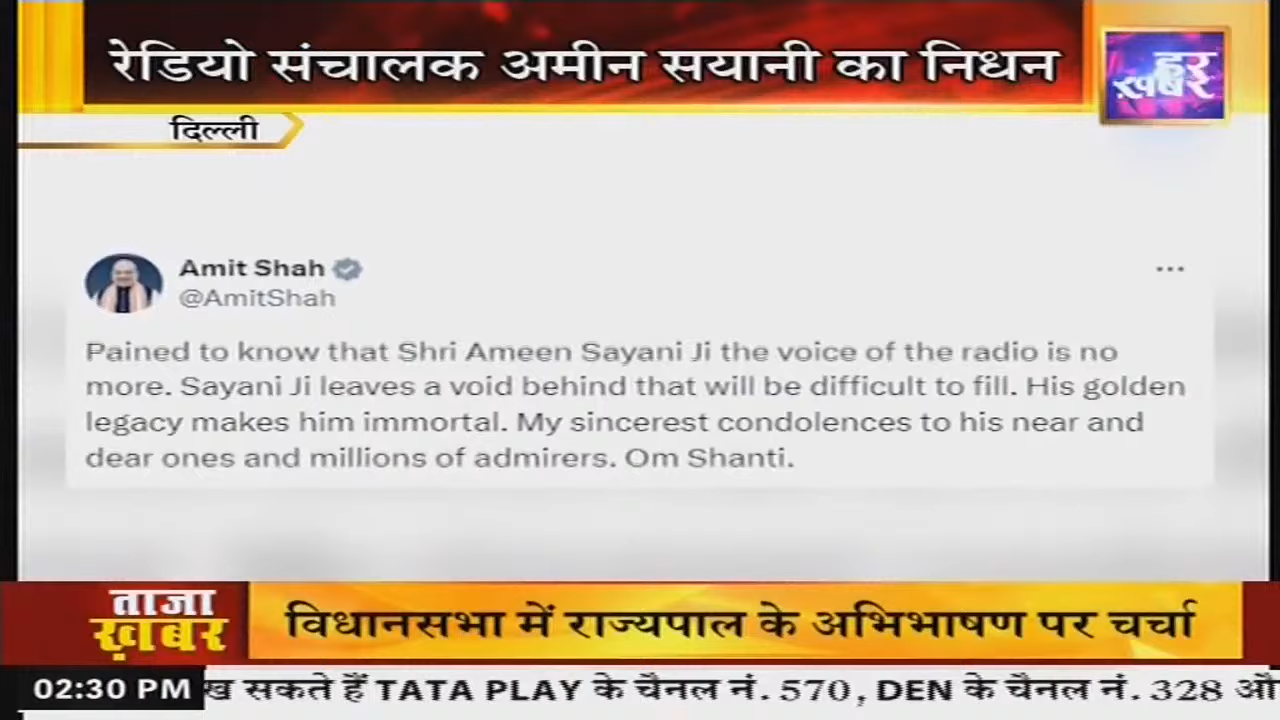 रेडियो संचालक अमीन सयानी का निधन
हर
ख़बर
दिल्ली
Amit Shah
@AmitShah
Pained to know that Shri Ameen Sayani Ji the voice of the radio is no
more. Sayani Ji leaves a void behind that will be difficult to fill. His golden
legacy makes him immortal. My sincerest condolences to his near and
dear ones and millions of admirers. Om Shanti.
ताजा
ख़बर
विधानसभा में राज्यपाल के अभिभाषण पर चर्चा
02:30 PM ख सकते हैं TATA PLAY के चैनल नं. 570, DEN के चैनल नं. 328 औ